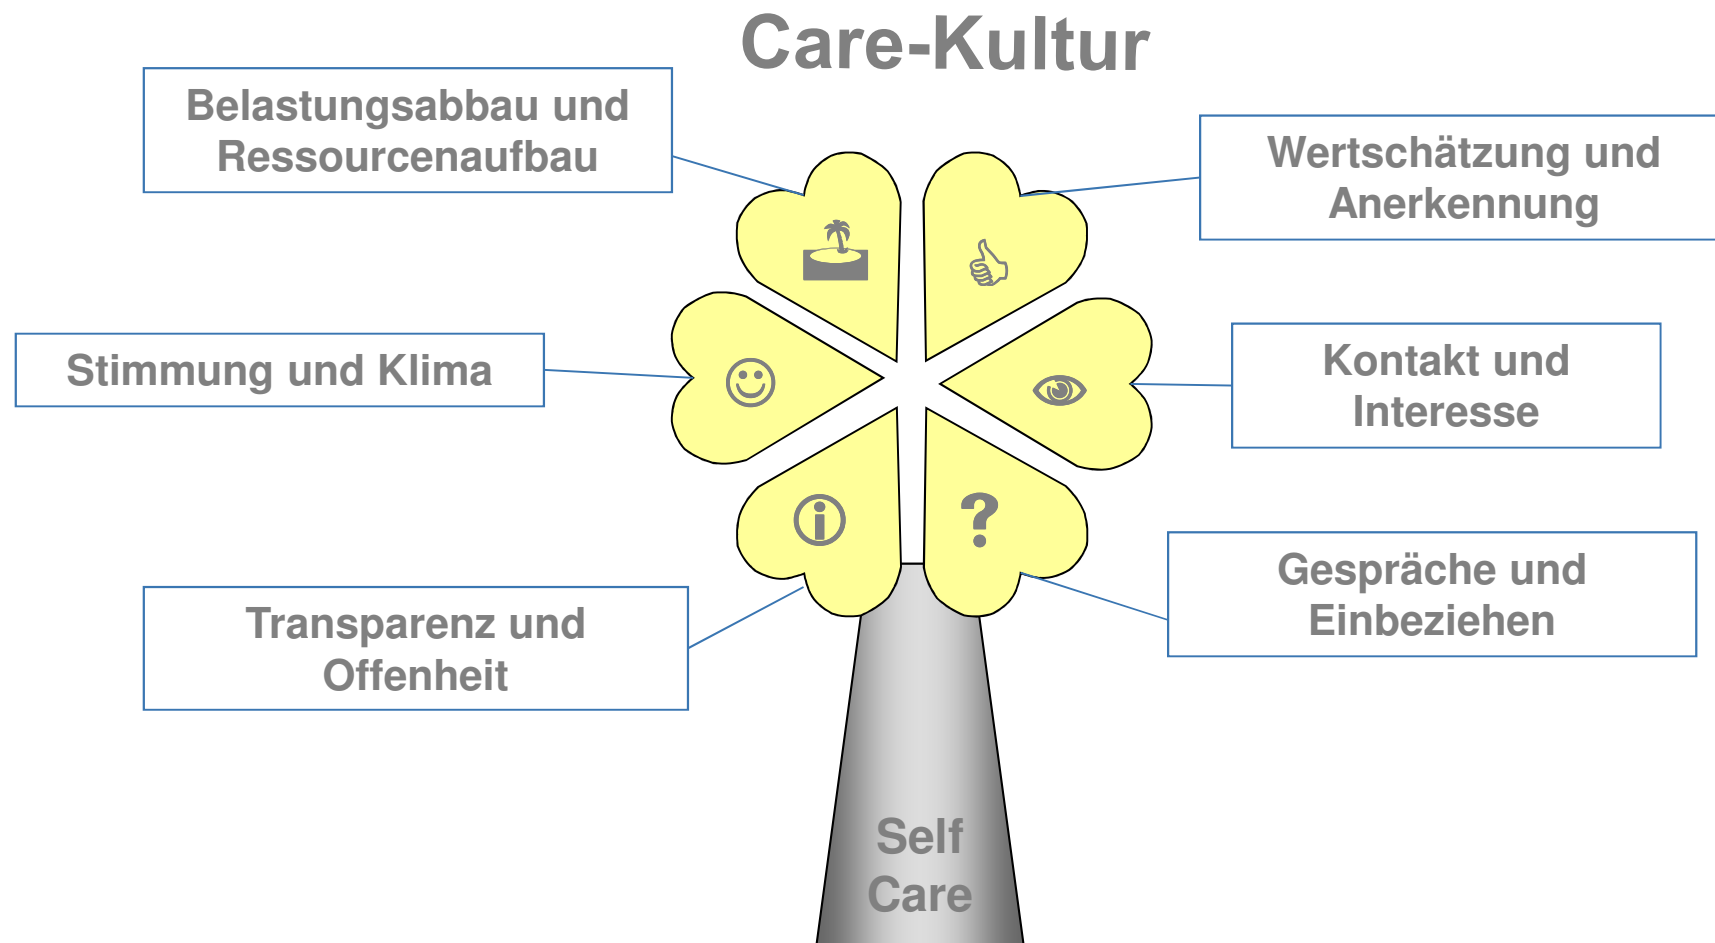 Care-Kultur
Belastungsabbau und
Ressourcenaufbau
Wertschätzung und
Anerkennung
Stimmung und Klima
Kontakt und
Interesse
Transparenz und
Offenheit
Gespräche und
Einbeziehen
?
Self
Care